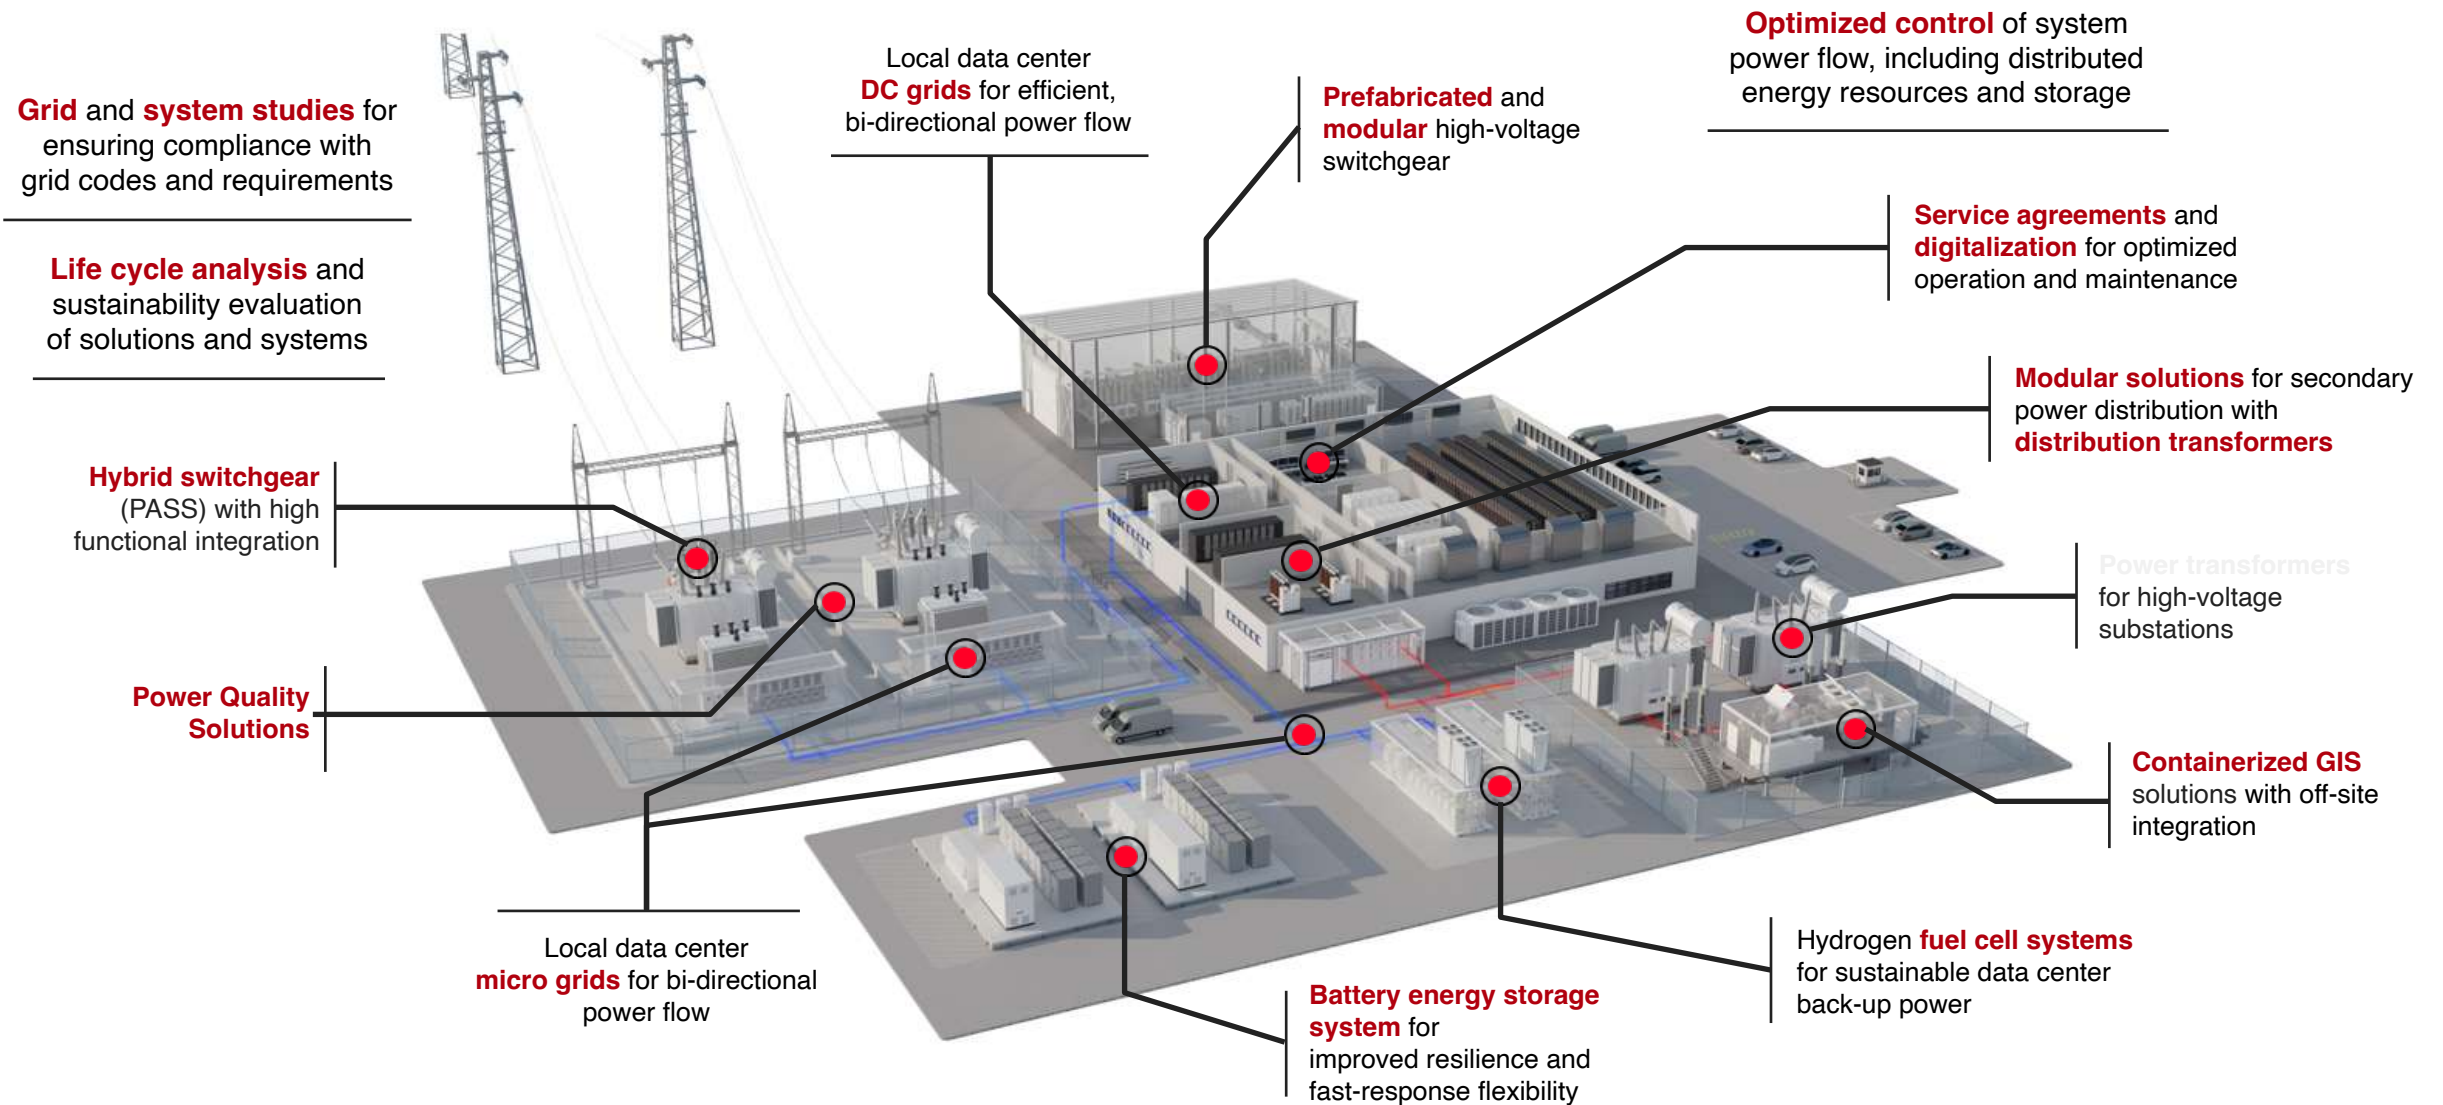 Grid and system studies for
ensuring compliance with
grid codes and requirements
Life cycle analysis and
sustainability evaluation
of solutions and systems
Local data center
DC grids for efficient,
bi-directional power flow
Prefabricated and
modular high-voltage
switchgear
Optimized control of system
power flow, including distributed
energy resources and storage
Service agreements and
digitalization for optimized
operation and maintenance
Modular solutions for secondary
power distribution with
distribution transformers
Hybrid switchgear
(PASS) with high
functional integration
Power transformers
for high-voltage
substations
Power Quality
Solutions
Containerized GIS
solutions with off-site
integration
Local data center
micro grids for bi-directional
power flow
Battery energy storage
system for
improved resilience and
fast-response flexibility
Hydrogen fuel cell systems
for sustainable data center
back-up power